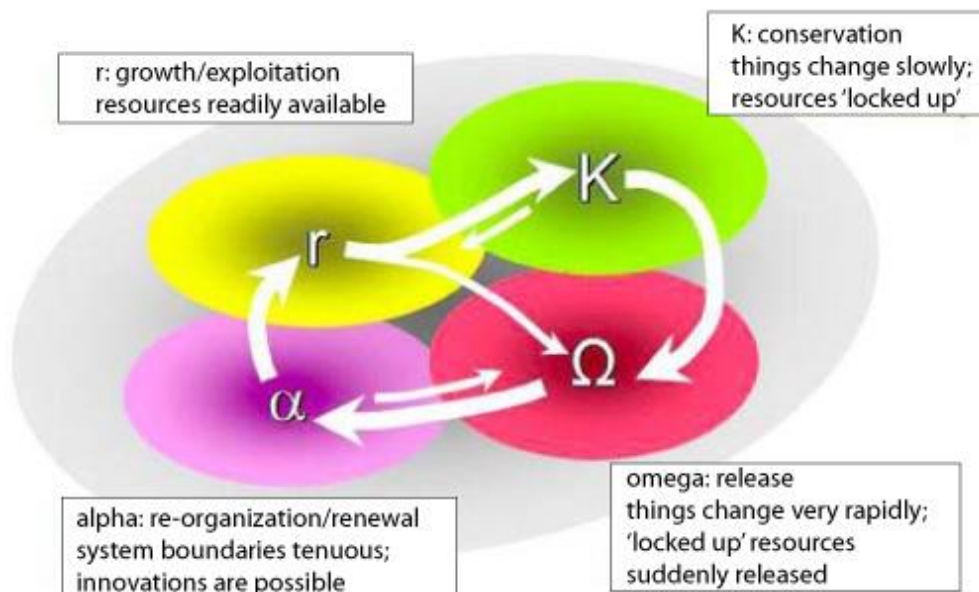 r: growth/exploitation
resources readily available
K: conservation
things change slowly;
resources 'locked up'
r
K
α
Ω
alpha: re-organization/renewal
system boundaries tenuous;
innovations are possible
omega: release
things change very rapidly;
'locked up' resources
suddenly released